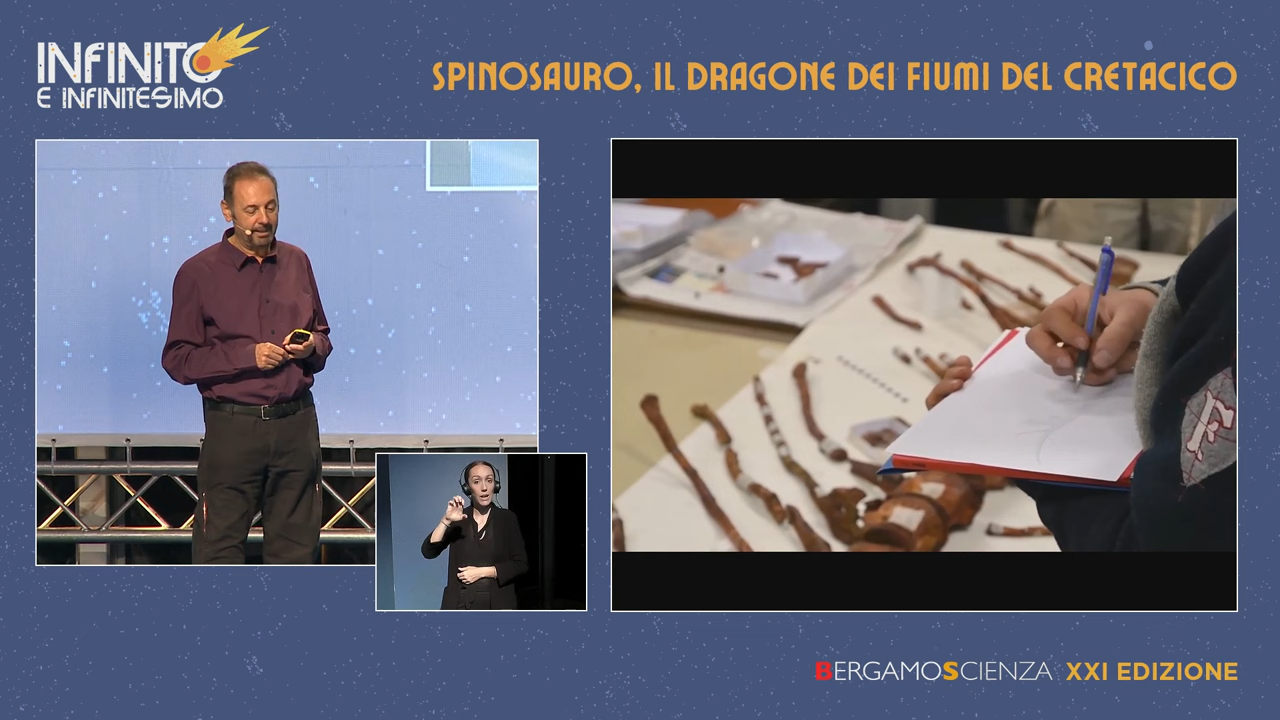 INFINITO
E INFINITESIMO
SPINOSAURO, IL DRAGONE DEI FIUMI DEL CRETACICO
F
BERGAMOSCIENZA XXI EDIZIONE